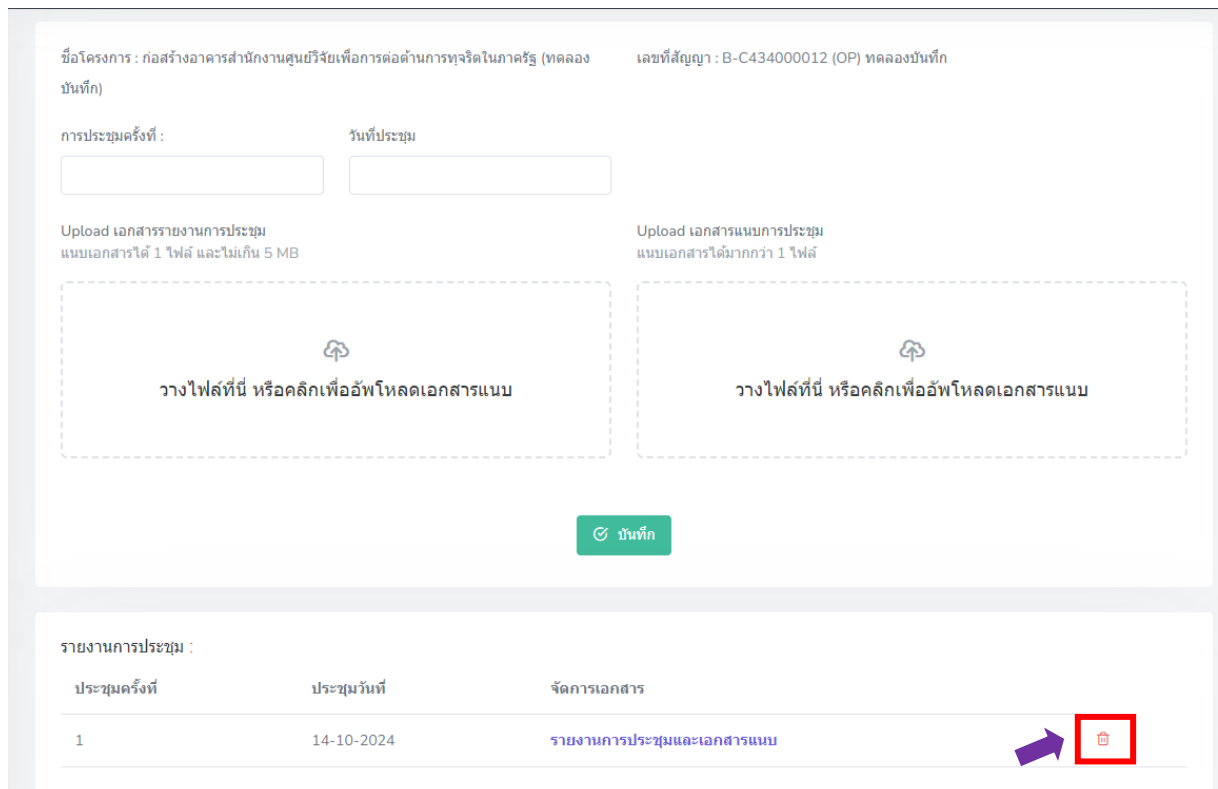 ชื่อโครงการ : ก่อสร้างอาคารสำนักงานศูนย์วิจัยเพื่อการต่อต้านการทุจริตในภาครัฐ (ทดลอง
บันทึก)
เลขที่สัญญา : B-C434000012 (OP) ทดลองบันทึก
การประชุมครั้งที่ :
วันที่ประชุม
Upload เอกสารรายงานการประชุม
แนบเอกสารได้ 1 ไฟล์ และไม่เกิน 5 MB
Upload เอกสารแนบการประชุม
แนบเอกสารได้มากกว่า 1 ไฟล์
วางไฟล์ที่นี่ หรือคลิกเพื่ออัพโหลดเอกสารแนบ
วางไฟล์ที่นี่ หรือคลิกเพื่ออัพโหลดเอกสารแนบ
บันทึก
รายงานการประชุม :
ประชุมครั้งที่ ประชุมวันที่ จัดการเอกสาร
1 14-10-2024 รายงานการประชุมและเอกสารแนบ